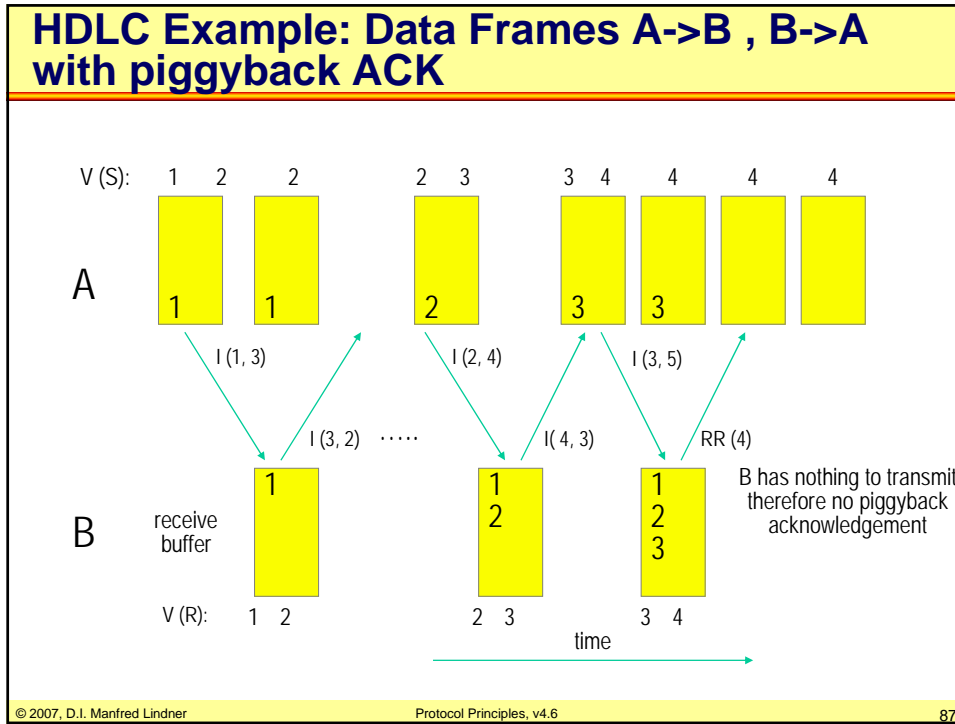 HDLC Example: Data Frames A->B , B->A
with piggyback ACK
V (S): 1 2 2 2 3 3 4 4 4 4
A
1 1 2 3 3
I (1, 3) I (2, 4) I (3, 5)
I (3, 2) ..... I( 4, 3) RR (4)
B
receive
buffer
1
1
2
1
2
3
B has nothing to transmit
therefore no piggyback
acknowledgement
V (R): 1 2 2 3 3 4
time
© 2007, D.I. Manfred Lindner Protocol Principles, v4.6 87